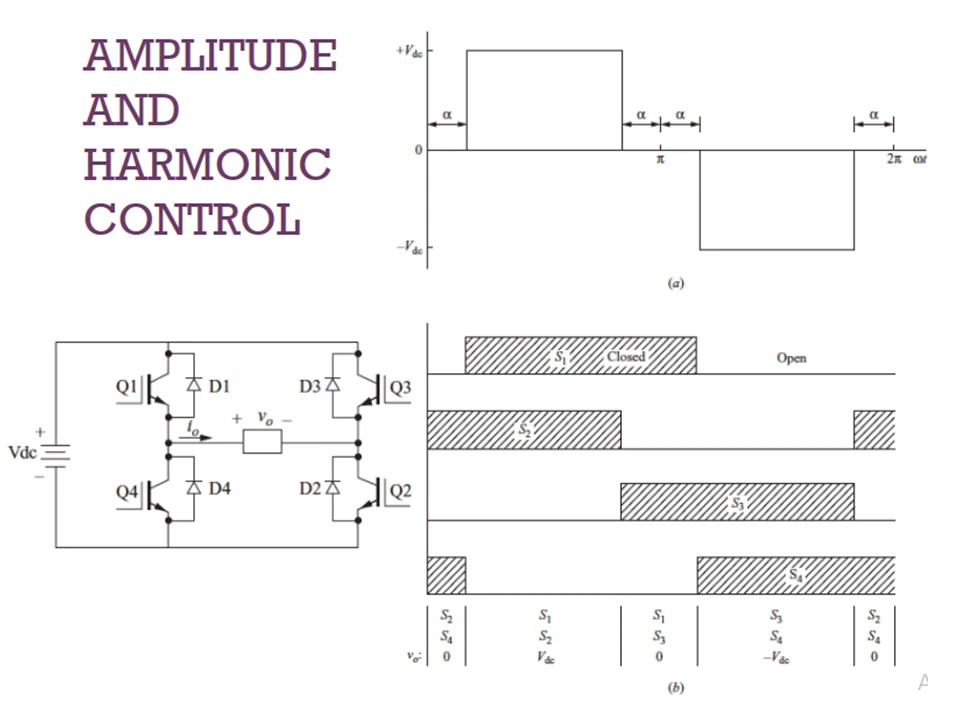 AMPLITUDE
AND
HARMONIC
CONTROL
+Vdc
α
α
α
α
0
π
2π ωt
−Vdc
(a)
Q1
D1
D3
Q3
+ vo −
io
+
Vdc
−
Q4
D4
D2
Q2
S1 Closed Open
S2
S3
S4
S2 S1 S1 S3 S2
S4 S2 S3 S4 S4
vo: 0 Vdc 0 −Vdc 0
(b)
A